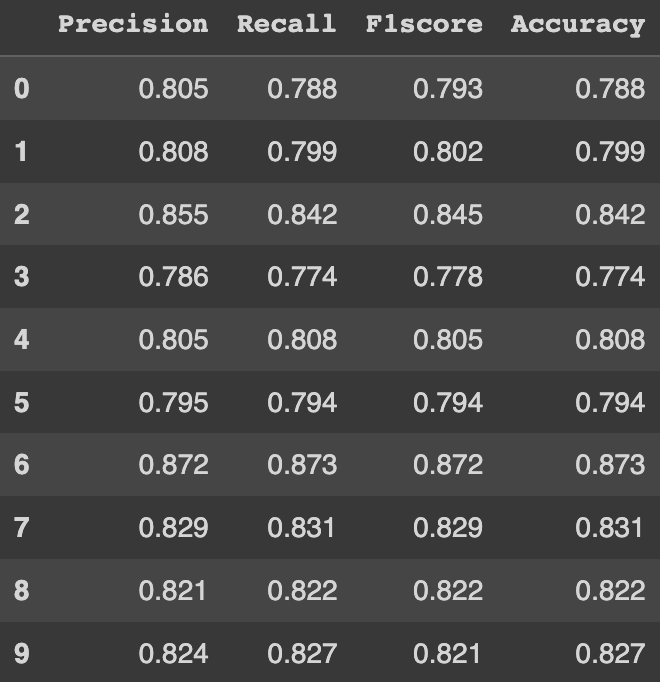 Precision Recall F1score Accuracy
0 0.805 0.788 0.793 0.788
1 0.808 0.799 0.802 0.799
2 0.855 0.842 0.845 0.842
3 0.786 0.774 0.778 0.774
4 0.805 0.808 0.805 0.808
5 0.795 0.794 0.794 0.794
6 0.872 0.873 0.872 0.873
7 0.829 0.831 0.829 0.831
8 0.821 0.822 0.822 0.822
9 0.824 0.827 0.821 0.827